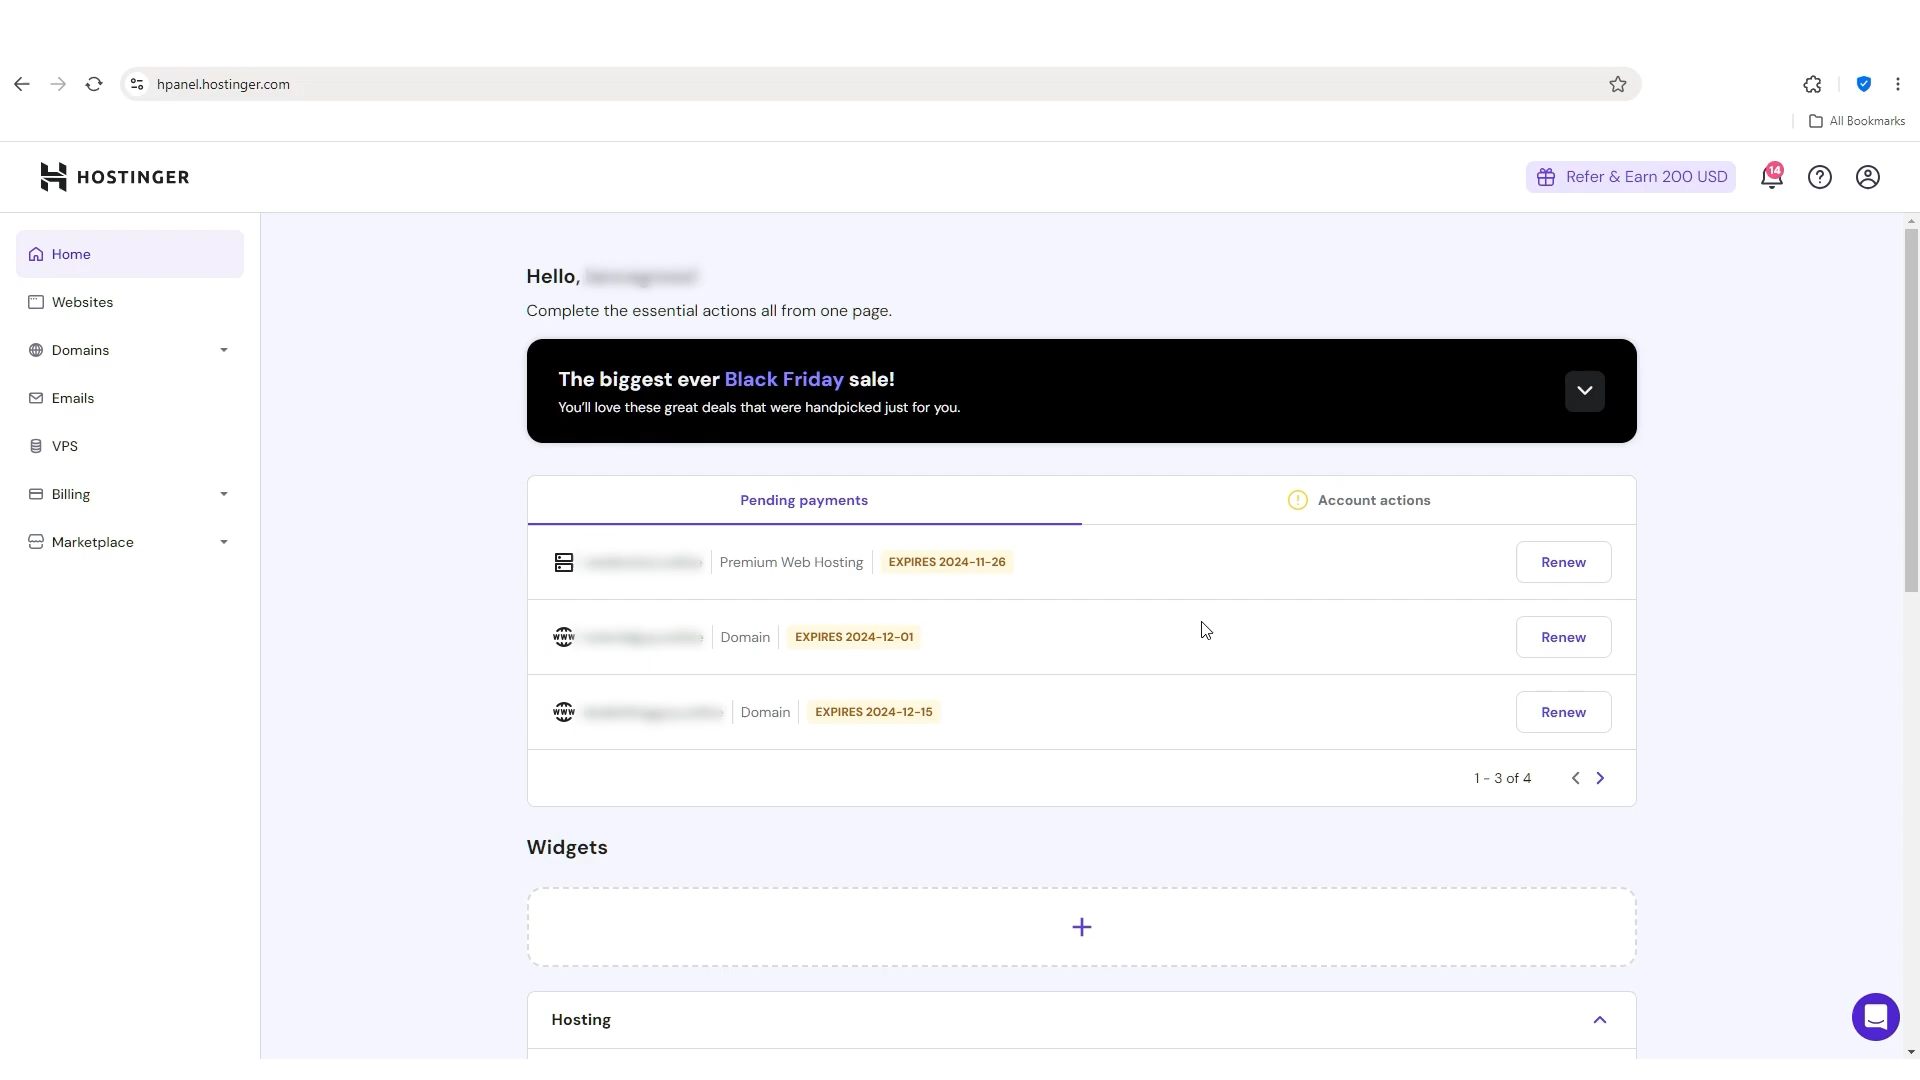 hpanel.hostinger.com
All Bookmarks
HOSTINGER
Refer & Earn 200 USD
14
Home
Websites
Domains
Emails
VPS
Billing
Marketplace
Hello,
Complete the essential actions all from one page.
The biggest ever Black Friday sale!
You'll love these great deals that were handpicked just for you.
Pending payments
Account actions
Premium Web Hosting EXPIRES 2024-11-26 Renew
www Domain EXPIRES 2024-12-01 Renew
www Domain EXPIRES 2024-12-15 Renew
1 - 3 of 4
Widgets
Hosting